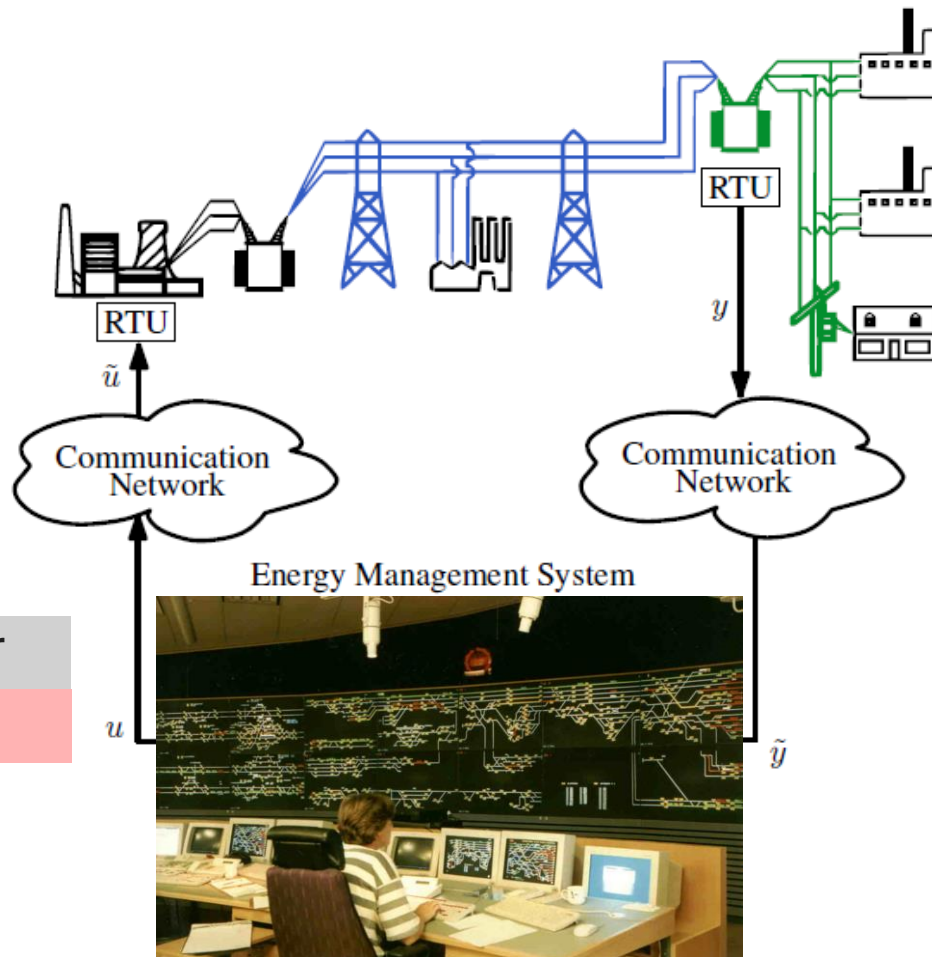 RTU
RTU
y
ũ
Communication
Network
Communication
Network
Energy Management System
r
u
ỹ